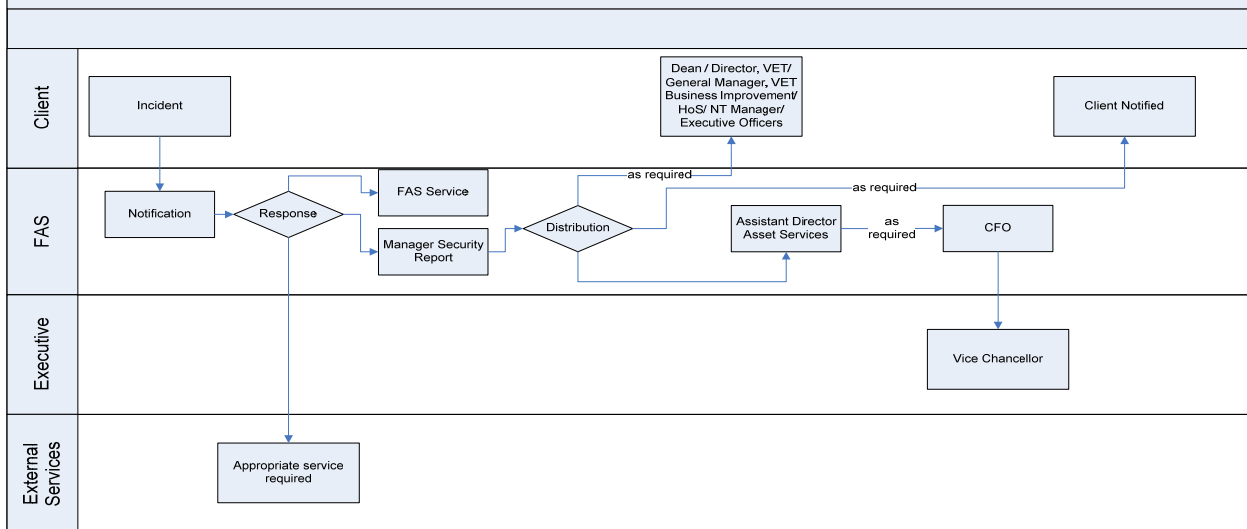 Client
Incident
Dean / Director, VET/
General Manager, VET
Business Improvement/
HoS/ NT Manager/
Executive Officers
Client Notified
FAS
Notification
Response
FAS Service
Manager Security
Report
Distribution
as required
as required
Assistant Director
Asset Services
as
required
CFO
Executive
Vice Chancellor
External
Services
Appropriate service
required